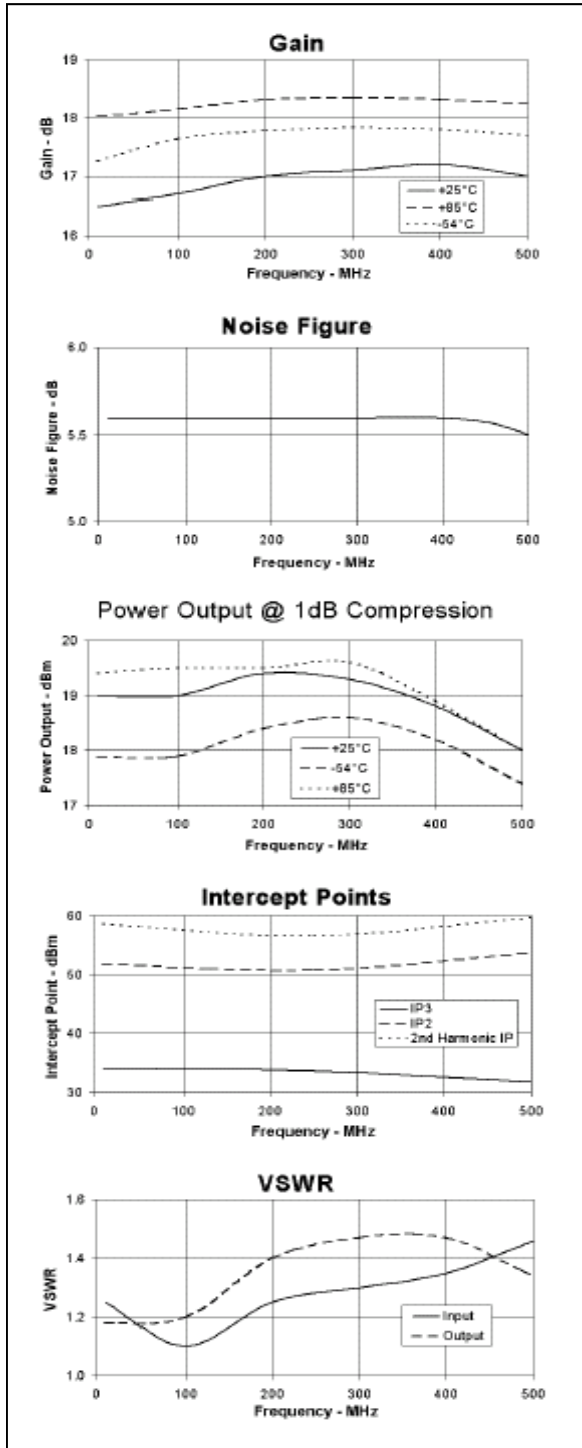 Gain
19
18
17
16
Gain - dB
+25°C
+85°C
-54°C
0 100 200 300 400 500
Frequency - MHz
Noise Figure
6.0
5.5
5.0
Noise Figure - dB
0 100 200 300 400 500
Frequency - MHz
Power Output @ 1dB Compression
20
19
18
17
Power Output - dBm
+25°C
-54°C
+85°C
0 100 200 300 400 500
Frequency - MHz
Intercept Points
60
50
40
30
Intercept Point - dBm
IP3
IP2
2nd Harmonic IP
0 100 200 300 400 500
Frequency - MHz
VSWR
1.6
1.4
1.2
1.0
VSWR
Input
Output
0 100 200 300 400 500
Frequency - MHz